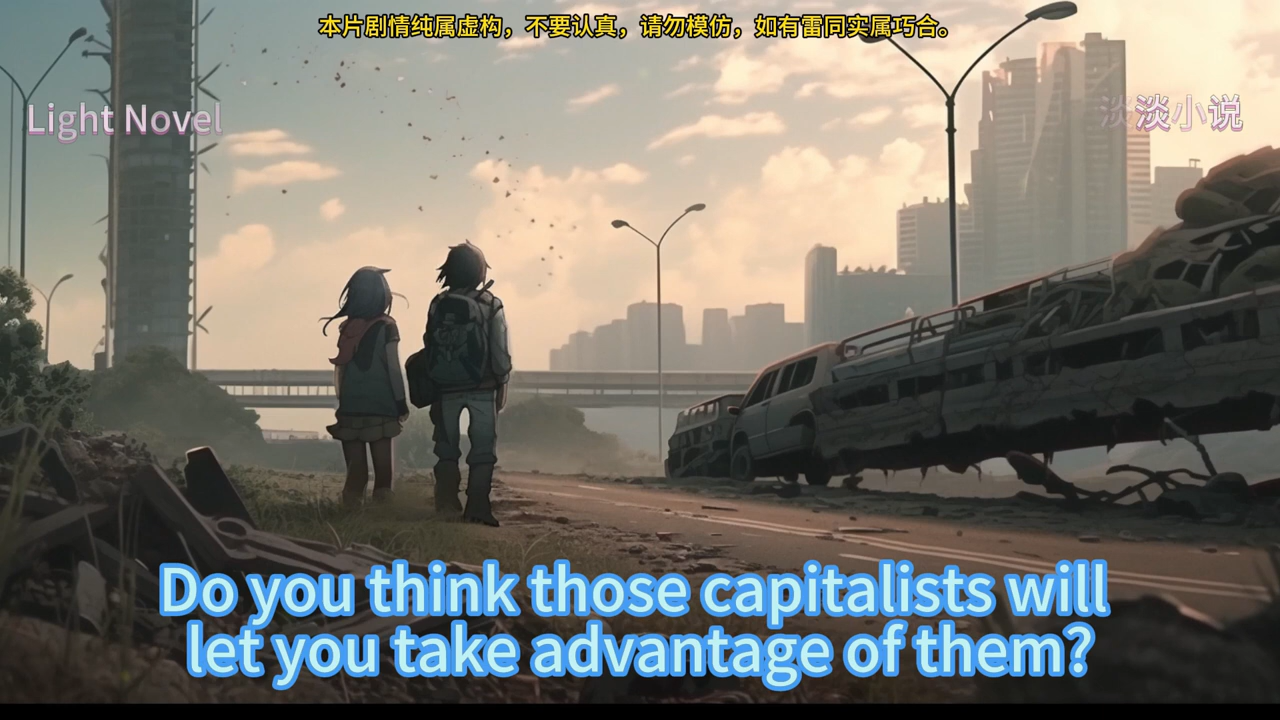 本片剧情纯属虚构，不要认真，请勿模仿，如有雷同实属巧合。
Light Novel
淡淡小说
Do you think those capitalists will
let you take advantage of them?